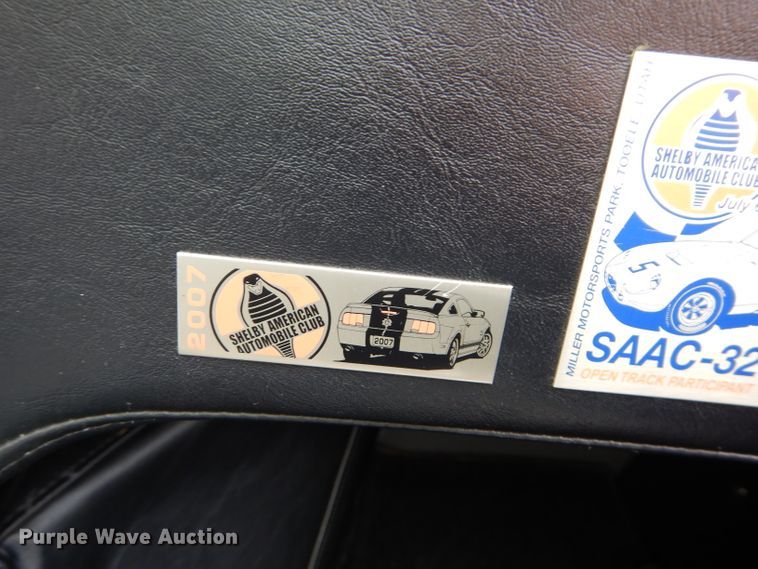 2007
SHELBY AMERICAN
AUTOMOBILE CLUB
2007
MILLER MOTORSPORTS PARK, TOOELE, UTAH
SHELBY AMERICAN
AUTOMOBILE CLUB
July
5
SAAC-32
OPEN TRACK PARTICIPANT
Purple Wave Auction